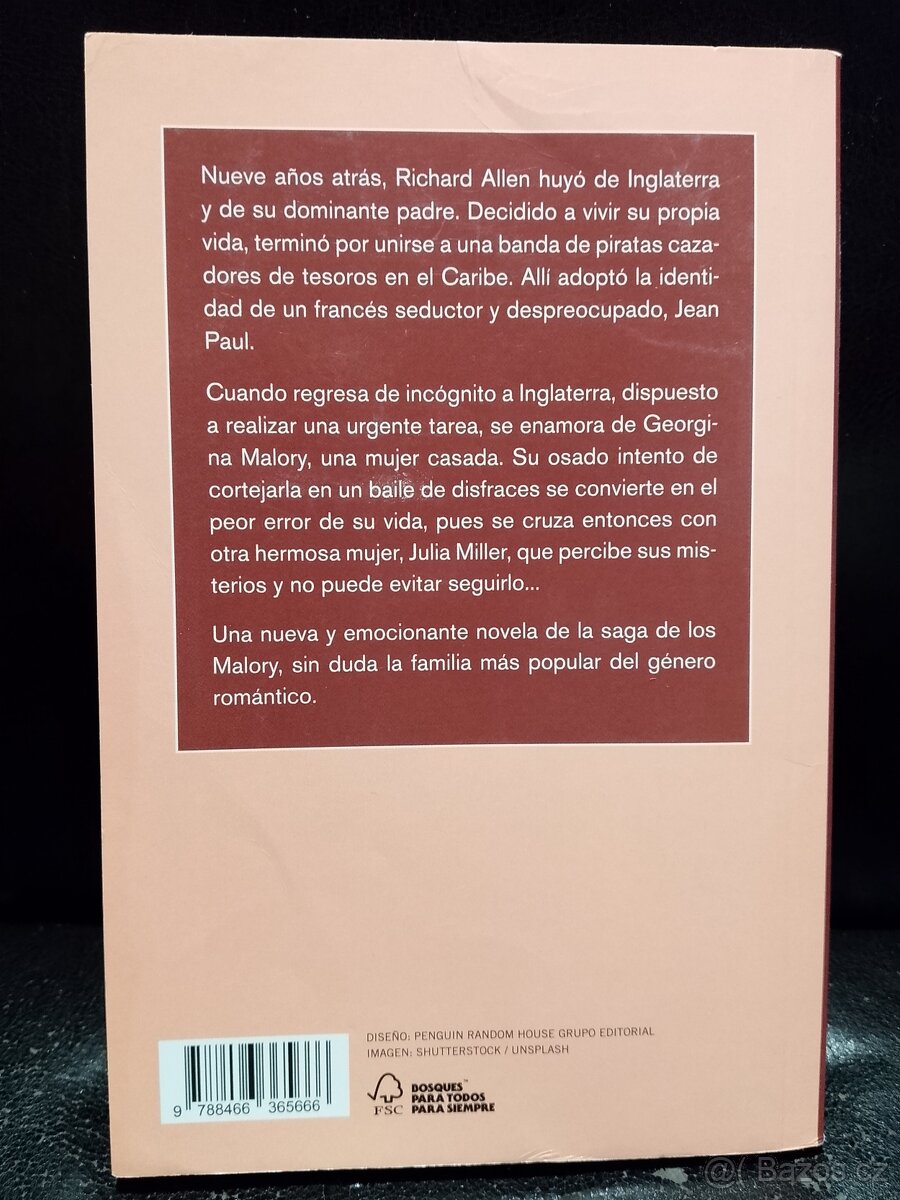 Nueve años atrás, Richard Allen huyó de Inglaterra
y de su dominante padre. Decidido a vivir su propia
vida, terminó por unirse a una banda de piratas caza-
dores de tesoros en el Caribe. Allí adoptó la identi-
dad de un francés seductor y despreocupado, Jean
Paul.
Cuando regresa de incógnito a Inglaterra, dispuesto
a realizar una urgente tarea, se enamora de Georgi-
na Malory, una mujer casada. Su osado intento de
cortejarla en un baile de disfraces se convierte en el
peor error de su vida, pues se cruza entonces con
otra hermosa mujer, Julia Miller, que percibe sus mis-
terios y no puede evitar seguirlo...
Una nueva y emocionante novela de la saga de los
Malory, sin duda la familia más popular del género
romántico.
DISEÑO: PENGUIN RANDOM HOUSE GRUPO EDITORIAL
IMAGEN: SHUTTERSTOCK / UNSPLASH
FSC
BOSQUES™
PARA TODOS
PARA SIEMPRE
9 788466 365666
@( Bazos.cz